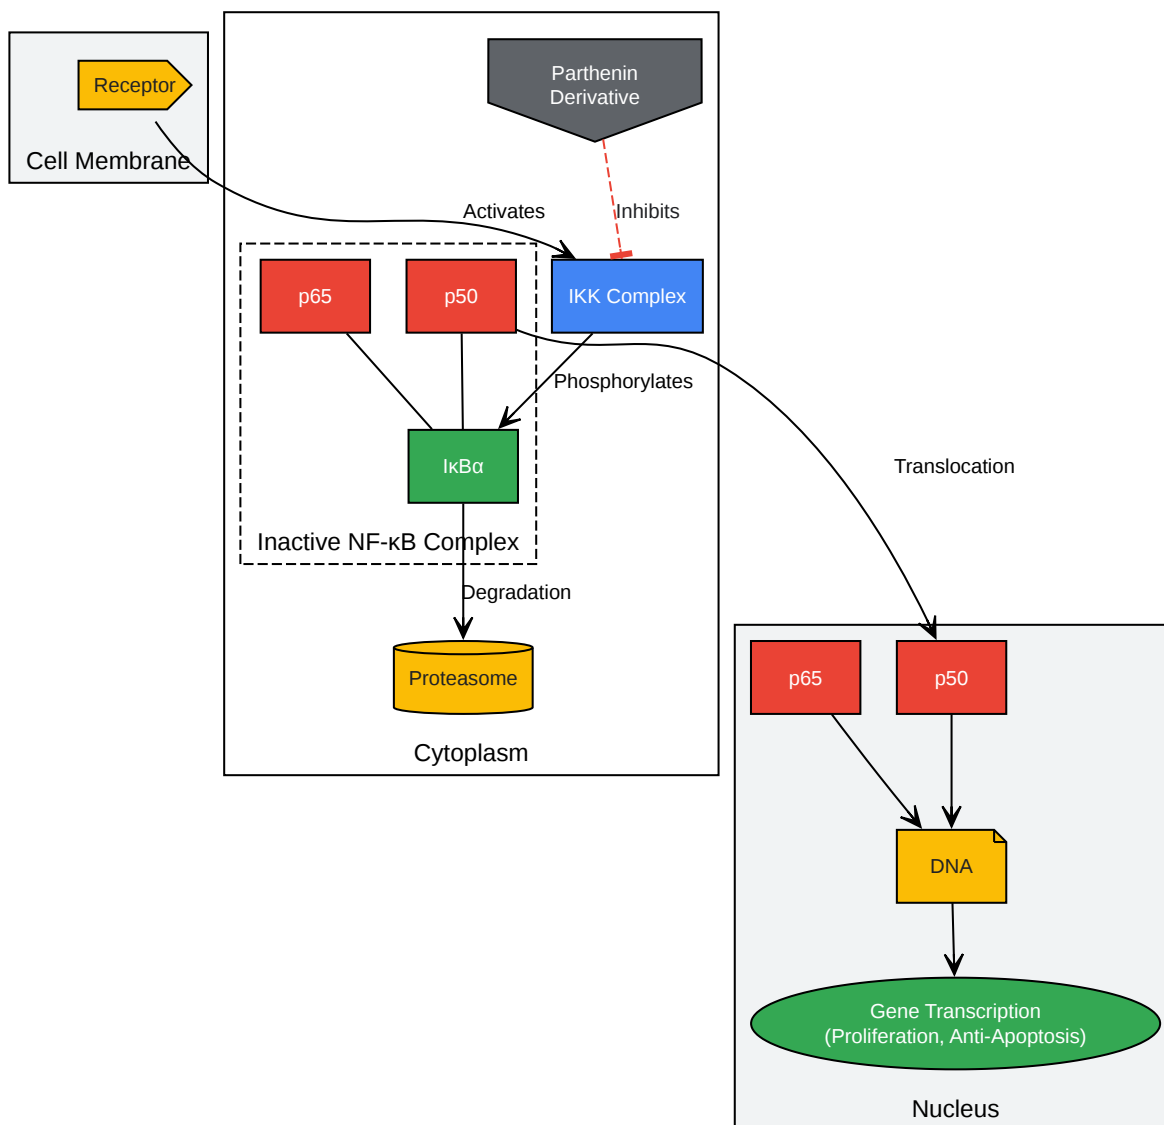 Receptor
Cell Membrane
Parthenin
Derivative
Activates
Inhibits
p65
p50
IKK Complex
Phosphorylates
IκBα
Translocation
Inactive NF-κB Complex
Degradation
Proteasome
Cytoplasm
p65
p50
DNA
Gene Transcription
(Proliferation, Anti-Apoptosis)
Nucleus